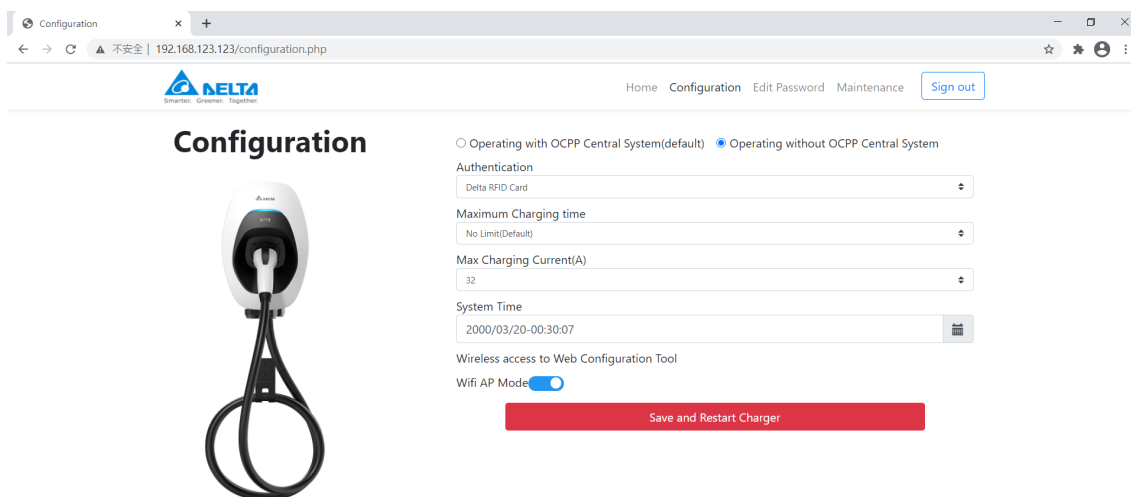 Configuration
不安全 | 192.168.123.123/configuration.php
DELTA
Smarter. Greener. Together.
Home Configuration Edit Password Maintenance Sign out
Configuration
Operating with OCPP Central System(default) Operating without OCPP Central System
Authentication
Delta RFID Card
Maximum Charging time
No Limit(Default)
Max Charging Current(A)
32
System Time
2000/03/20-00:30:07
Wireless access to Web Configuration Tool
Wifi AP Mode
Save and Restart Charger